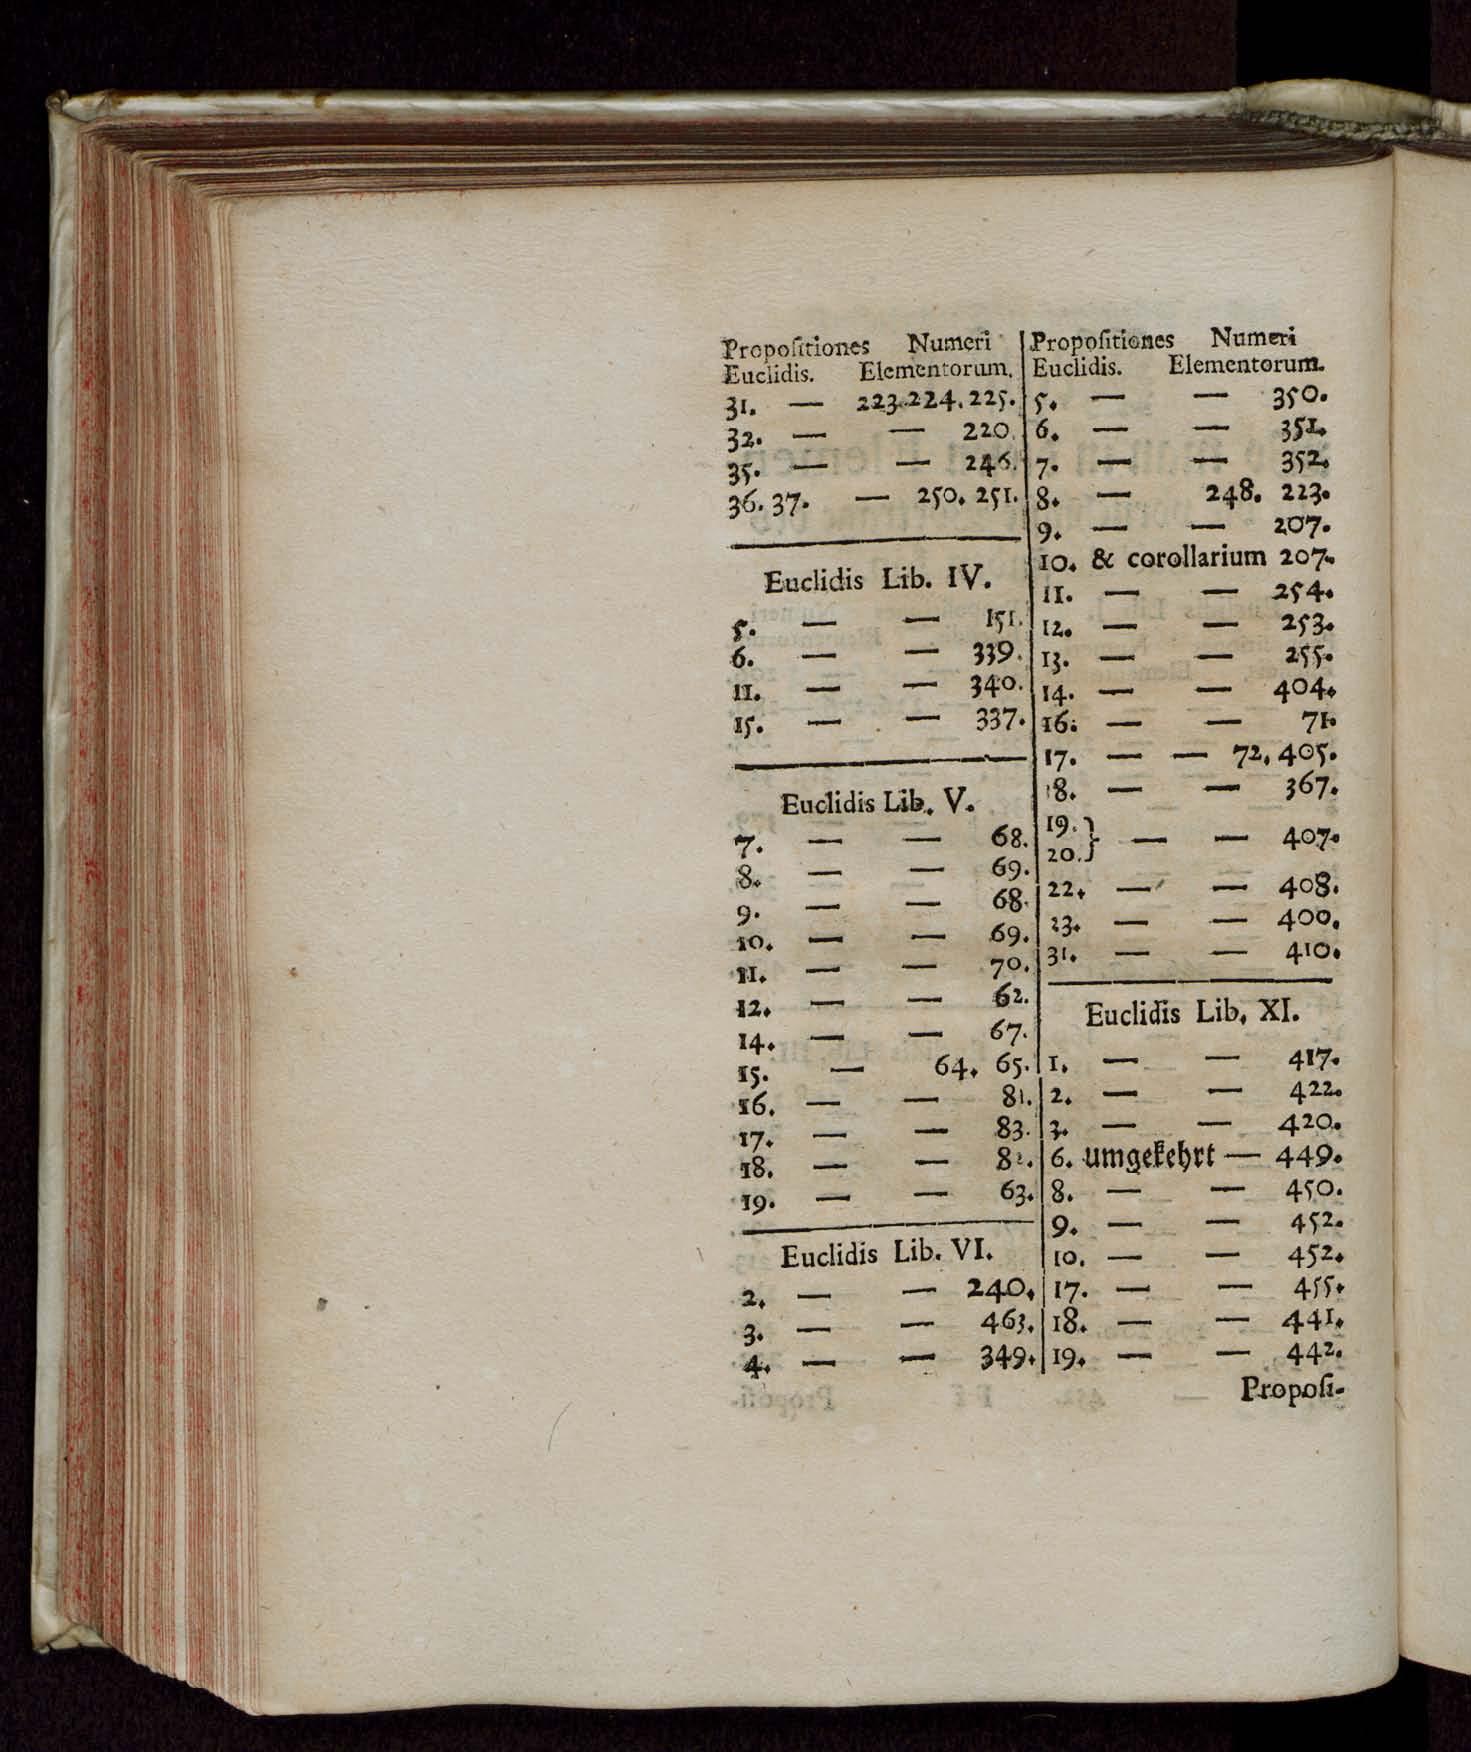 Propoſitiones Numeri
Euclidis. Elementorum.
31. — 223.224.225.
32. — — 220.
35. — — 246.
36. 37. — 250. 251.
Euclidis Lib. IV.
5. — — 151.
6. — — 339.
11. — — 340.
15. — — 337.
Euclidis Lib. V.
7. — — 68.
8. — — 69.
9. — — 68.
10. — — 69.
11. — — 70.
12. — — 62.
14. — — 67.
15. — 64. 65.
16. — — 81.
17. — — 83.
18. — — 82.
19. — — 63.
Euclidis Lib. VI.
2. — — 240.
3. — — 463.
4. — — 349.
Propoſitiones Numeri
Euclidis. Elementorum.
5. — — 350.
6. — — 351.
7. — — 352.
8. — 248. 223.
9. — — 207.
10. & corollarium 207.
11. — — 254.
12. — — 253.
13. — — 255.
14. — — 404.
16. — — 71.
17. — — 72. 405.
18. — — 367.
19.
20.} — — 407.
22. — — 408.
23. — — 400.
31. — — 410.
Euclidis Lib. XI.
1. — — 417.
2. — — 422.
3. — — 420.
6. umgekehrt — 449.
8. — — 450.
9. — — 452.
10. — — 452.
17. — — 455.
18. — — 441.
19. — — 442.
Propoſi-